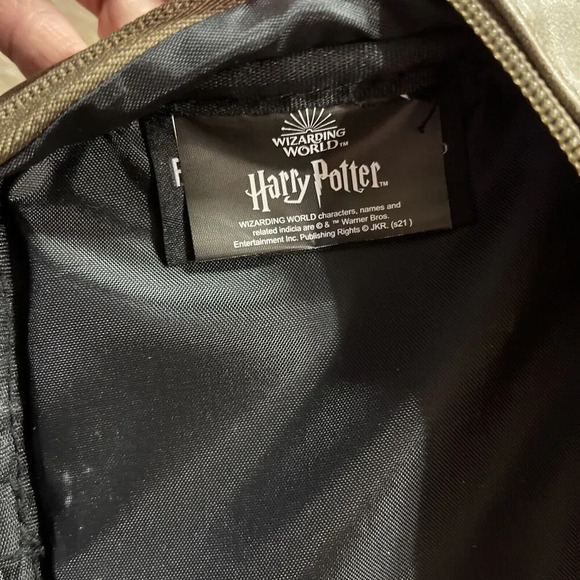 WIZARDING
WORLD™
Harry Potter™
WIZARDING WORLD characters, names and
related indicia are © & ™ Warner Bros.
Entertainment Inc. Publishing Rights © JKR. (s21)